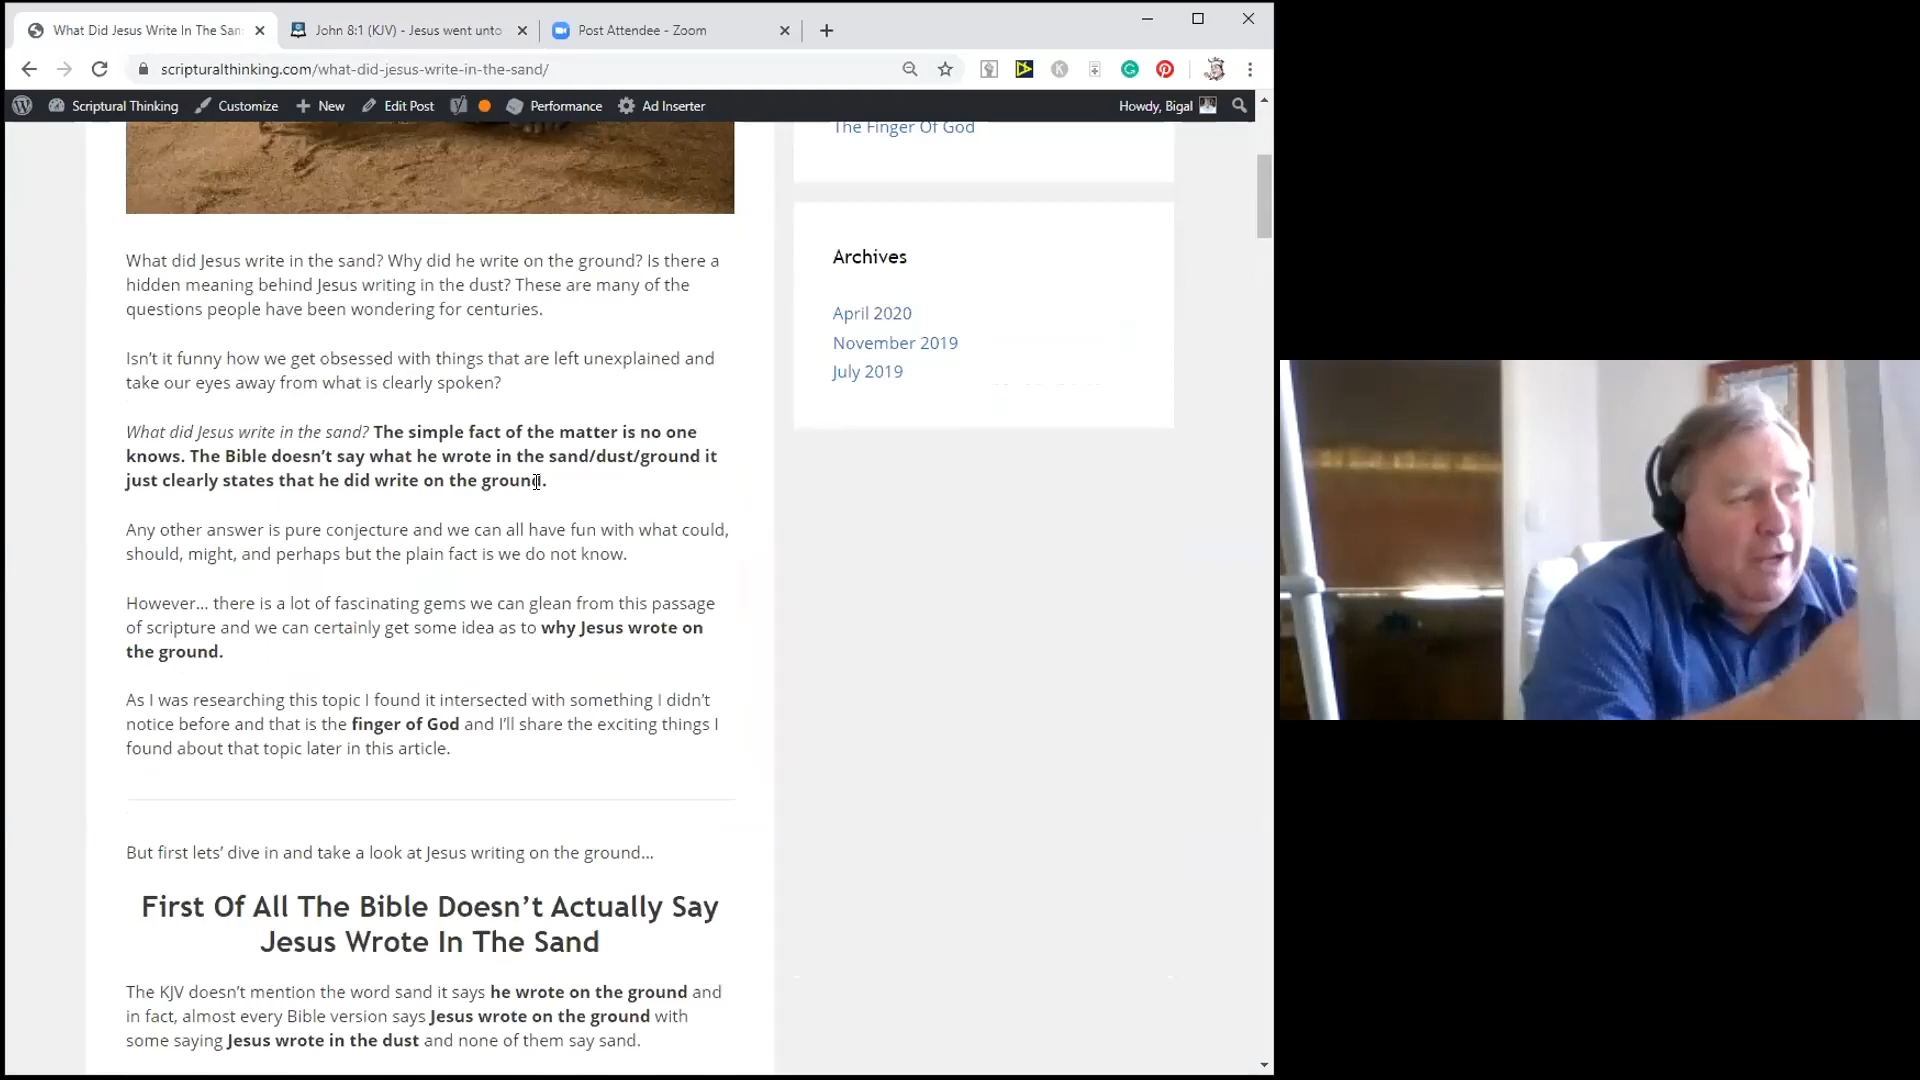 What Did Jesus Write In The San
John 8:1 (KJV) - Jesus went unto
Post Attendee - Zoom
scripturalthinking.com/what-did-jesus-write-in-the-sand/
Scriptural Thinking
Customize
New
Edit Post
Performance
Ad Inserter
Howdy, Bigal
The Finger Of God
Archives
April 2020
November 2019
July 2019
What did Jesus write in the sand? Why did he write on the ground? Is there a
hidden meaning behind Jesus writing in the dust? These are many of the
questions people have been wondering for centuries.
Isn’t it funny how we get obsessed with things that are left unexplained and
take our eyes away from what is clearly spoken?
What did Jesus write in the sand? The simple fact of the matter is no one
knows. The Bible doesn’t say what he wrote in the sand/dust/ground it
just clearly states that he did write on the ground.
Any other answer is pure conjecture and we can all have fun with what could,
should, might, and perhaps but the plain fact is we do not know.
However... there is a lot of fascinating gems we can glean from this passage
of scripture and we can certainly get some idea as to why Jesus wrote on
the ground.
As I was researching this topic I found it intersected with something I didn’t
notice before and that is the finger of God and I’ll share the exciting things I
found about that topic later in this article.
But first lets’ dive in and take a look at Jesus writing on the ground...
First Of All The Bible Doesn’t Actually Say
Jesus Wrote In The Sand
The KJV doesn’t mention the word sand it says he wrote on the ground and
in fact, almost every Bible version says Jesus wrote on the ground with
some saying Jesus wrote in the dust and none of them say sand.